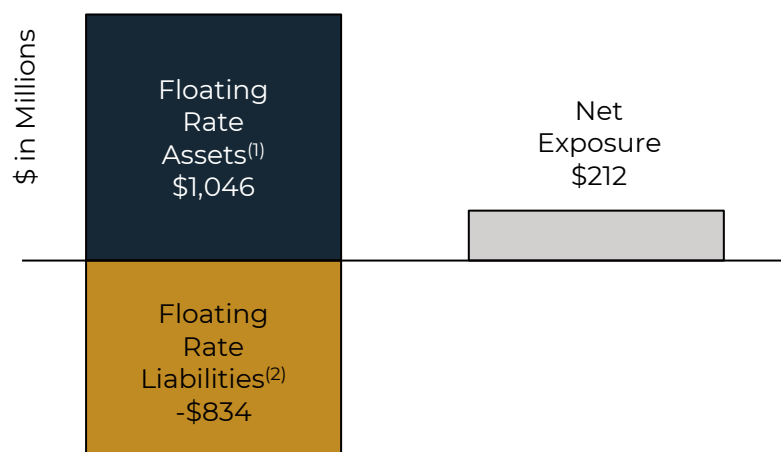 $ in Millions
Floating
Rate
Assets(1)
$1,046
Net
Exposure
$212
Floating
Rate
Liabilities(2)
-$834